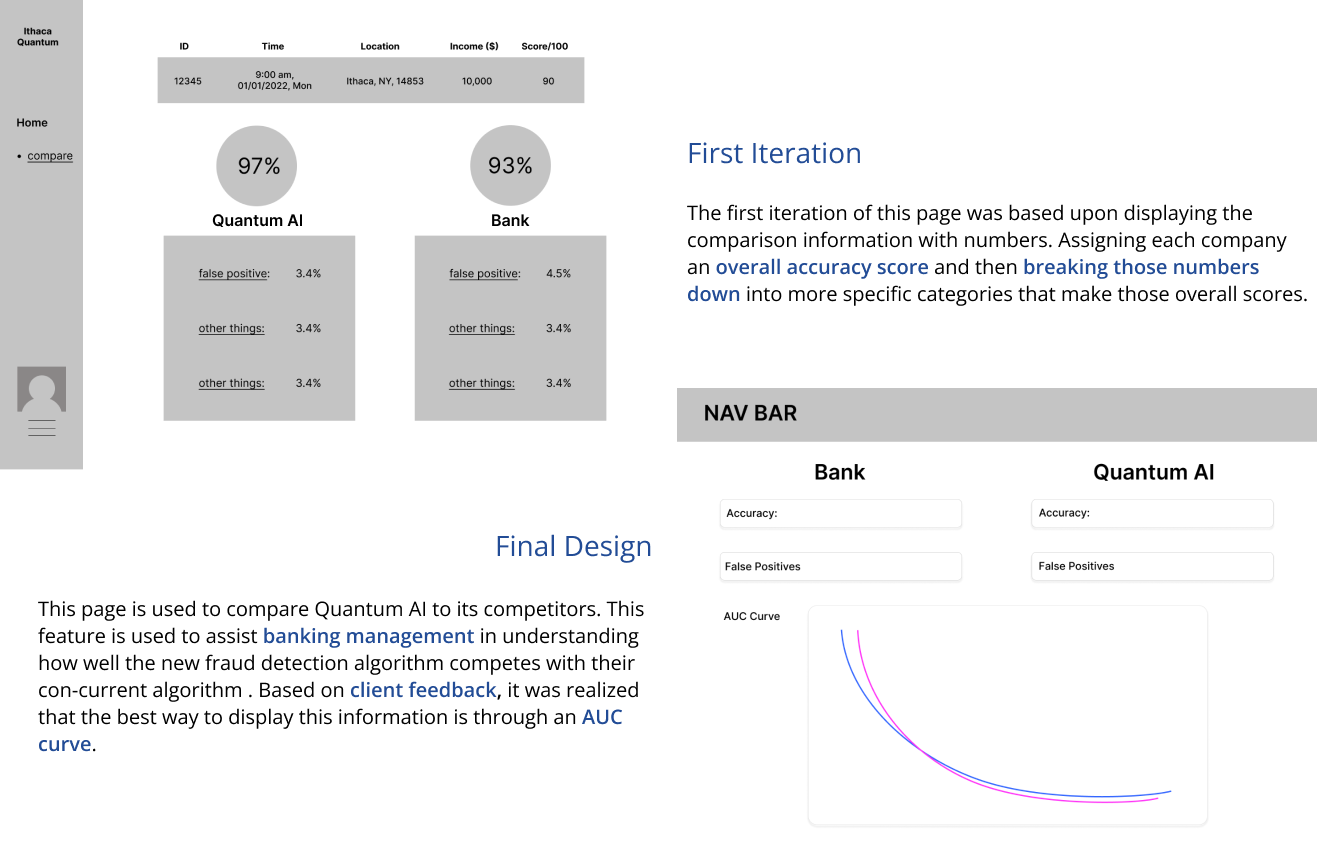 Ithaca
Quantum
Home
• compare
ID Time Location Income ($) Score/100
12345 9:00 am, 01/01/2022, Mon Ithaca, NY, 14853 10,000 90
97% 93%
Quantum AI Bank
false positive: 3.4% false positive: 4.5%
other things: 3.4% other things: 3.4%
other things: 3.4% other things: 3.4%
First Iteration
The first iteration of this page was based upon displaying the
comparison information with numbers. Assigning each company
an overall accuracy score and then breaking those numbers
down into more specific categories that make those overall scores.
Final Design
This page is used to compare Quantum AI to its competitors. This
feature is used to assist banking management in understanding
how well the new fraud detection algorithm competes with their
con-current algorithm . Based on client feedback, it was realized
that the best way to display this information is through an AUC
curve.
NAV BAR
Bank Quantum AI
Accuracy: Accuracy:
False Positives False Positives
AUC Curve